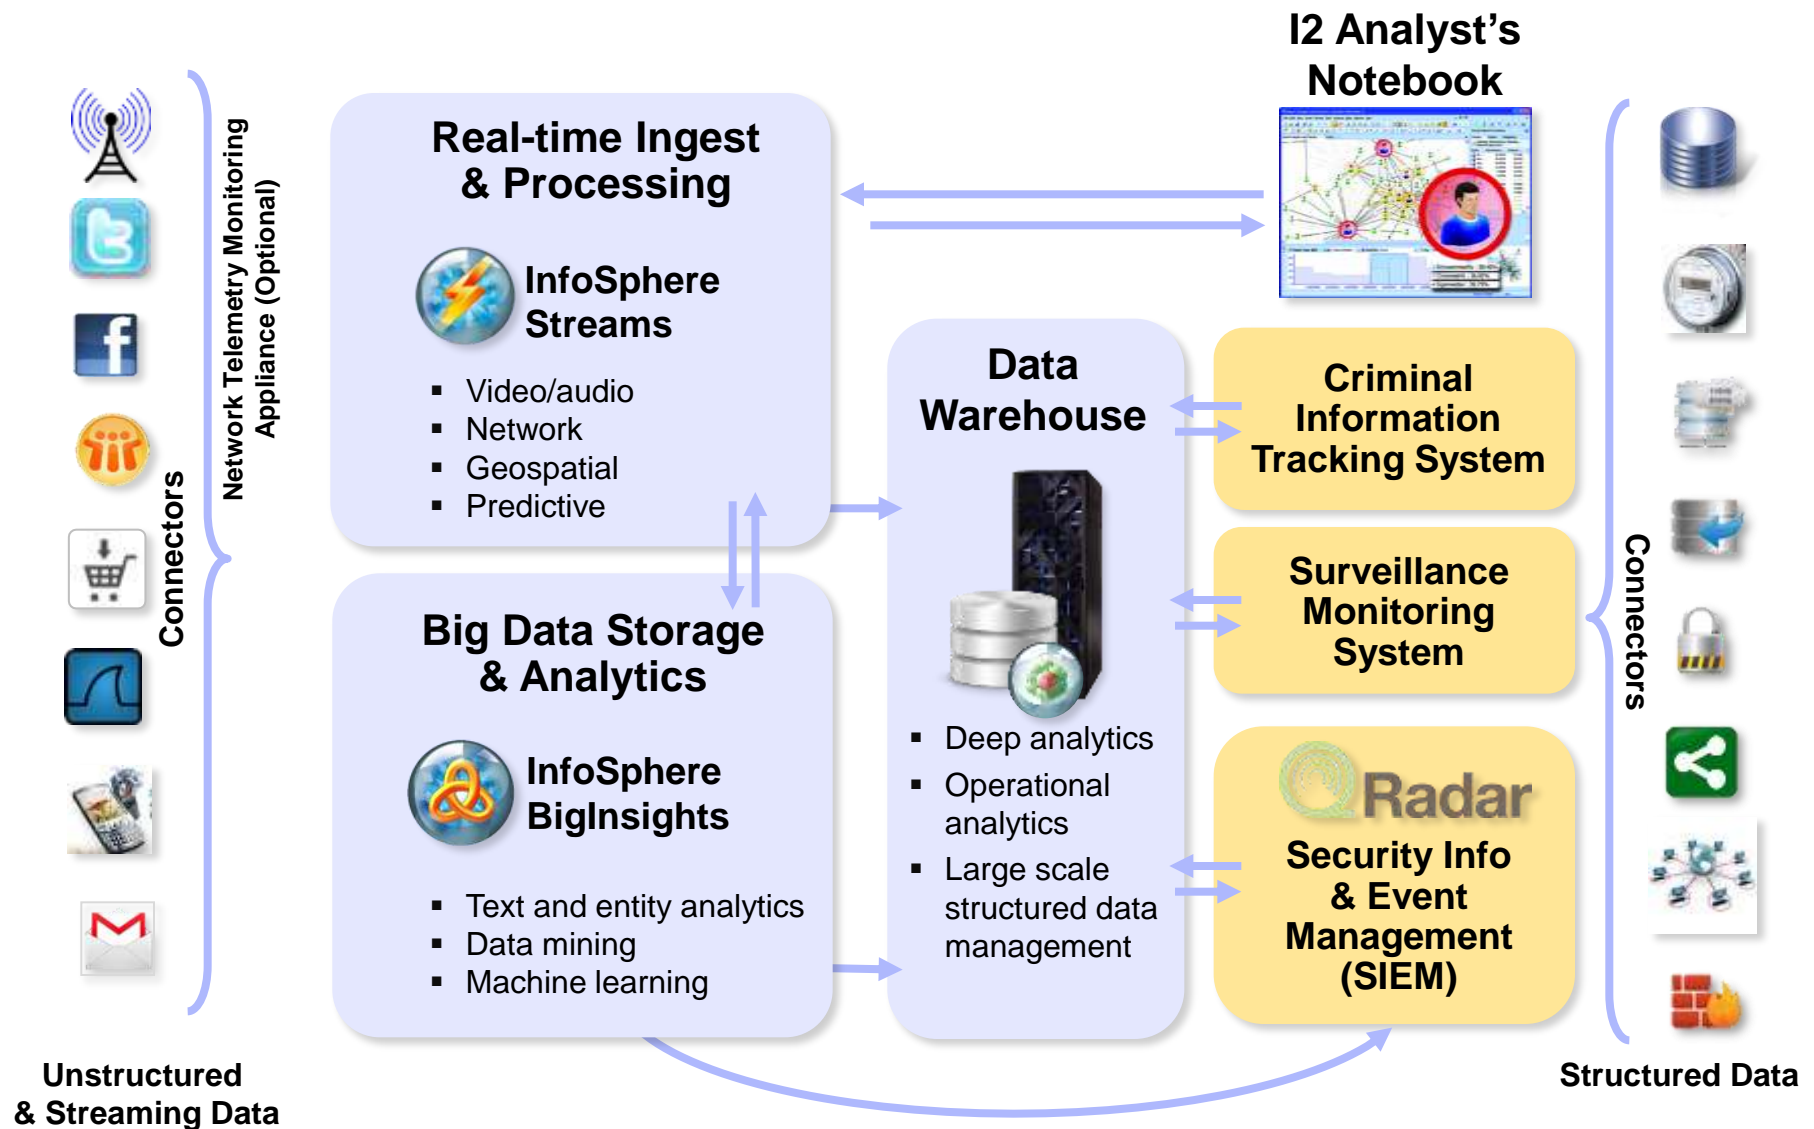 I2 Analyst's
Notebook
Network Telemetry Monitoring
Appliance (Optional)
Connectors
Unstructured
& Streaming Data
Real-time Ingest
& Processing
InfoSphere
Streams
▪ Video/audio
▪ Network
▪ Geospatial
▪ Predictive
Big Data Storage
& Analytics
InfoSphere
BigInsights
▪ Text and entity analytics
▪ Data mining
▪ Machine learning
Data
Warehouse
▪ Deep analytics
▪ Operational
analytics
▪ Large scale
structured data
management
Criminal
Information
Tracking System
Surveillance
Monitoring
System
QRadar
Security Info
& Event
Management
(SIEM)
Connectors
Structured Data